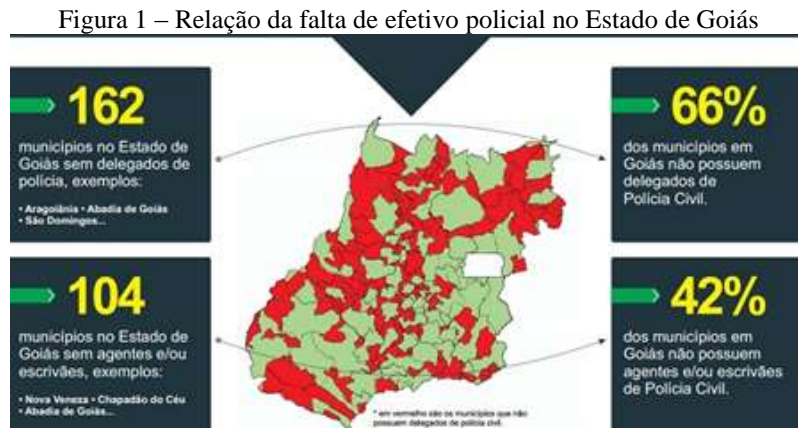 Figura 1 – Relação da falta de efetivo policial no Estado de Goiás
162
municípios no Estado de
Goiás sem delegados de
polícia, exemplos:
• Aragoiânia • Abadia de Goiás
• São Domingos...
66%
dos municípios em
Goiás não possuem
delegados de
Polícia Civil.
104
municípios no Estado de
Goiás sem agentes e/ou
escrivães, exemplos:
• Nova Veneza • Chapadão do Céu
• Abadia de Goiás...
42%
dos municípios em
Goiás não possuem
agentes e/ou escrivães
de Polícia Civil.
* em vermelho são os municípios que não
possuem delegados de polícia civil.